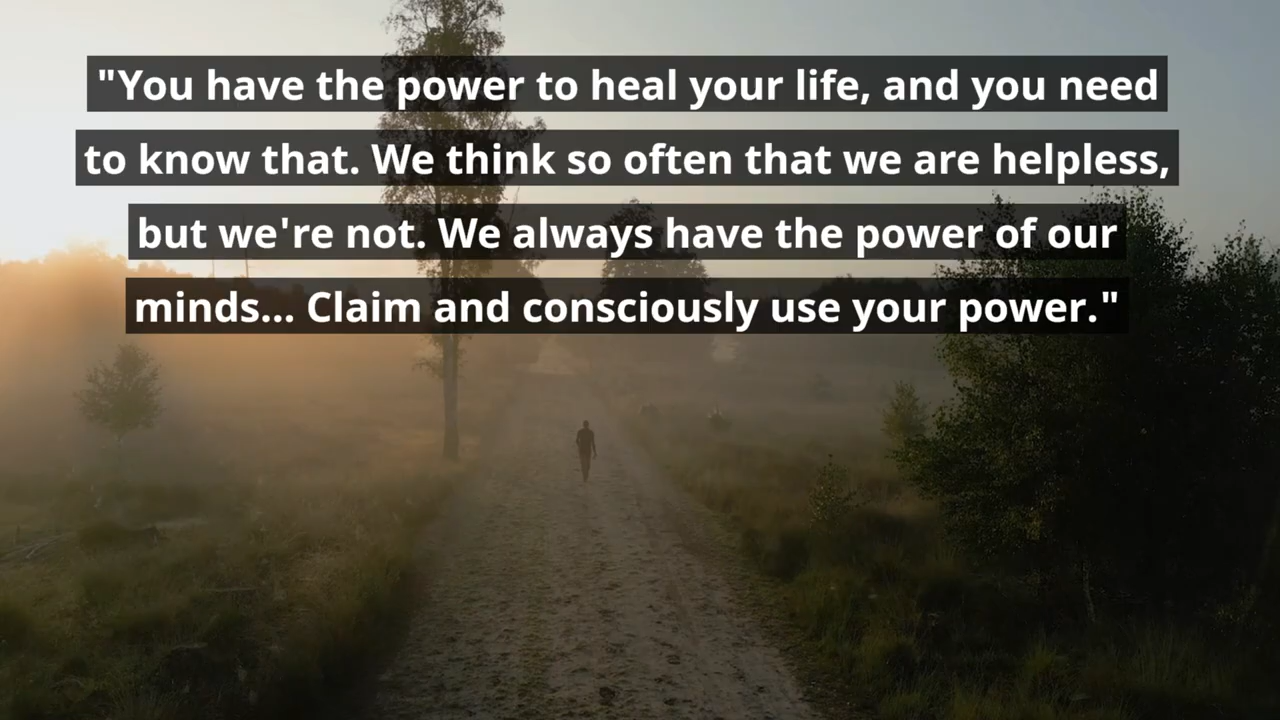 "You have the power to heal your life, and you need
to know that. We think so often that we are helpless,
but we're not. We always have the power of our
minds... Claim and consciously use your power."